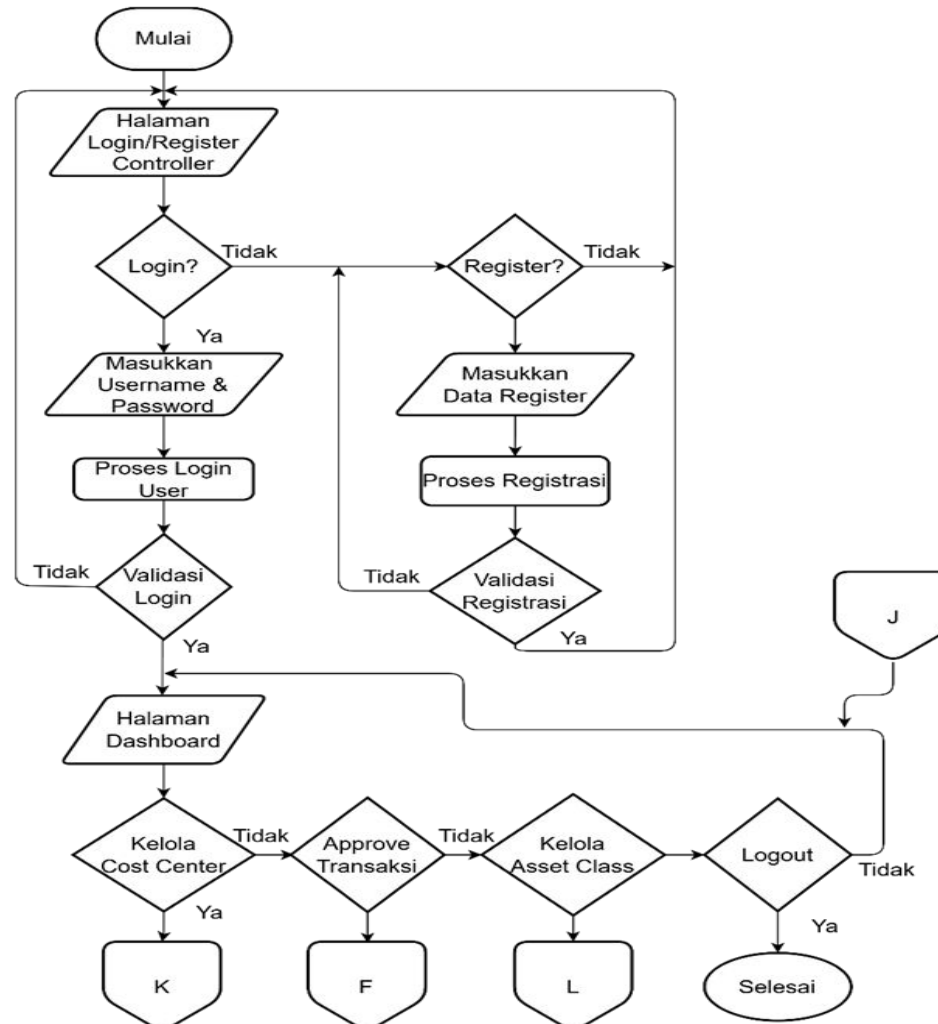 Mulai
Halaman
Login/Register
Controller
Login?
Tidak
Register?
Tidak
Ya
Masukkan
Username &
Password
Masukkan
Data Register
Proses Login
User
Proses Registrasi
Tidak
Validasi
Login
Tidak
Validasi
Registrasi
Ya
Ya
J
Halaman
Dashboard
Kelola
Cost Center
Tidak
Approve
Transaksi
Tidak
Kelola
Asset Class
Logout
Tidak
Ya
Ya
K
F
L
Selesai